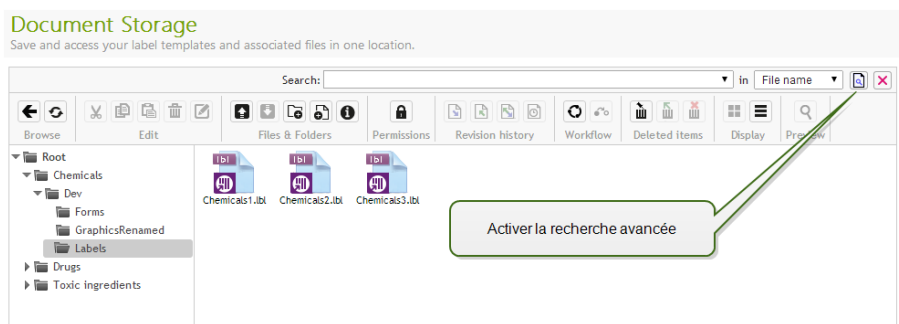 Document Storage
Save and access your label templates and associated files in one location.
Search: in File name
Browse Edit Files & Folders Permissions Revision history Workflow Deleted items Display Preview
Root
Chemicals
Dev
Forms
GraphicsRenamed
Labels
Drugs
Toxic ingredients
lbl lbl lbl
Chemicals1.lbl Chemicals2.lbl Chemicals3.lbl
Activer la recherche avancée